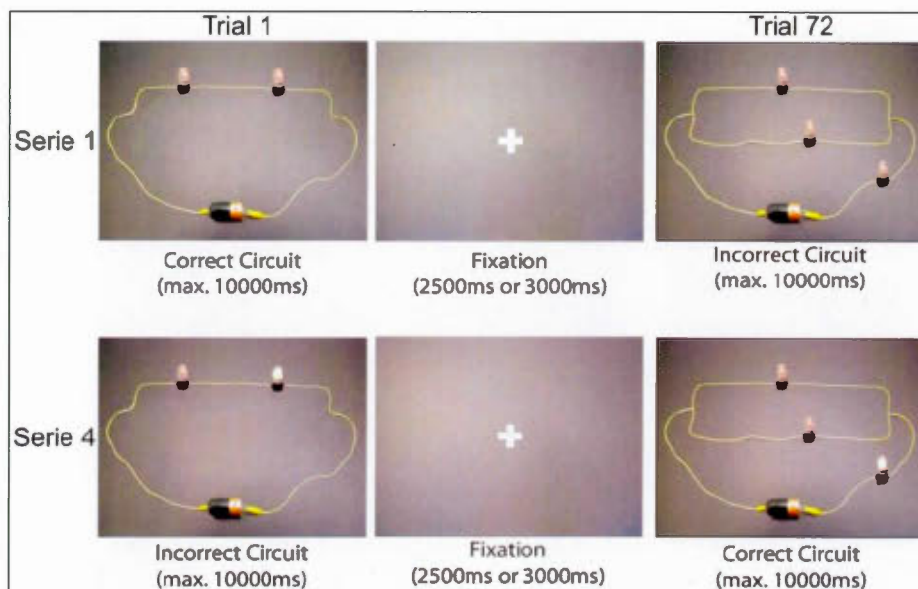 Trial 1
Trial 72
Serie 1
Correct Circuit
(max. 10000ms)
Fixation
(2500ms or 3000ms)
Incorrect Circuit
(max. 10000ms)
Serie 4
Incorrect Circuit
(max. 10000ms)
Fixation
(2500ms or 3000ms)
Correct Circuit
(max. 10000ms)